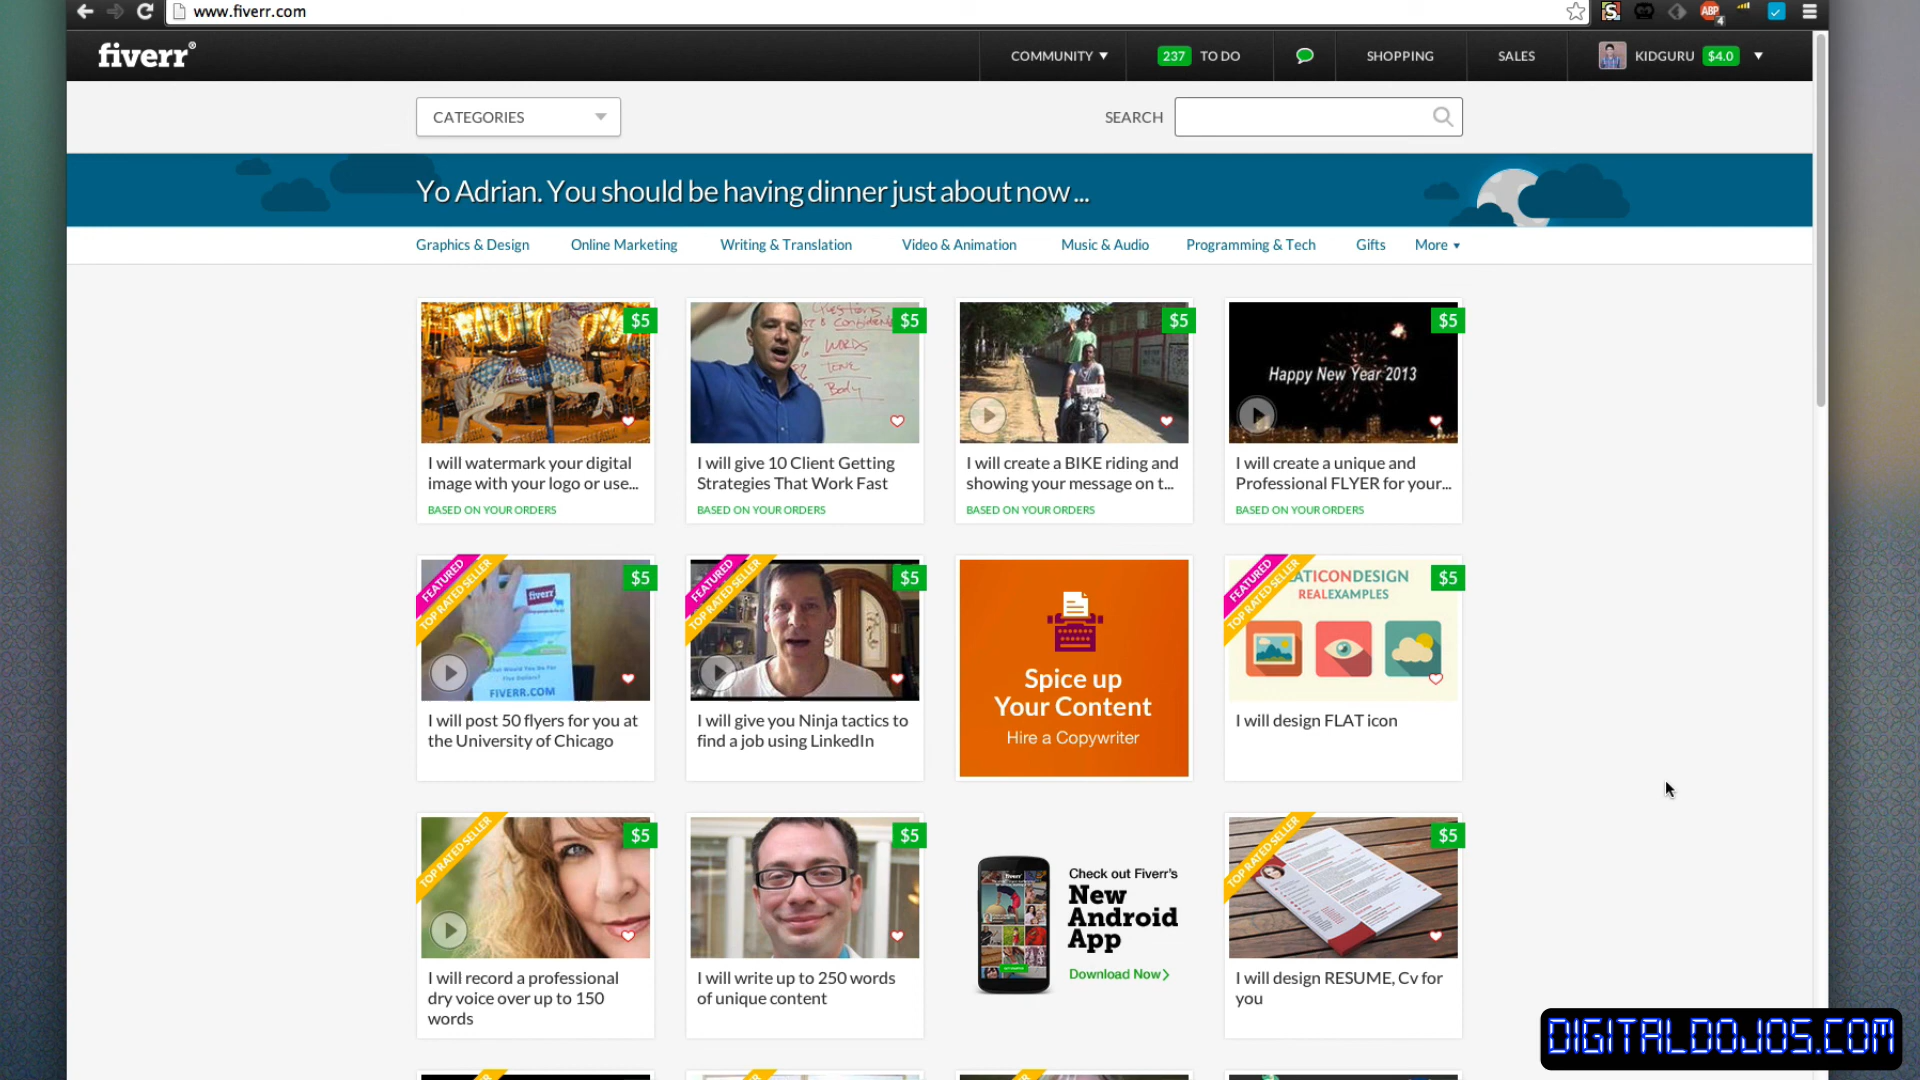 www.fiverr.com
4
fiverr®
COMMUNITY
237 TO DO
SHOPPING
SALES
KIDGURU $4.0
CATEGORIES
SEARCH
Yo Adrian. You should be having dinner just about now ...
Graphics & Design
Online Marketing
Writing & Translation
Video & Animation
Music & Audio
Programming & Tech
Gifts
More
$5
I will watermark your digital
image with your logo or use...
BASED ON YOUR ORDERS
WORDS
TONE
Body
$5
I will give 10 Client Getting
Strategies That Work Fast
BASED ON YOUR ORDERS
$5
I will create a BIKE riding and
showing your message on t...
BASED ON YOUR ORDERS
Happy New Year 2013
$5
I will create a unique and
Professional FLYER for your...
BASED ON YOUR ORDERS
FEATURED
TOP RATED SELLER
$5
fiverr
FIVERR.COM
I will post 50 flyers for you at
the University of Chicago
FEATURED
TOP RATED SELLER
$5
I will give you Ninja tactics to
find a job using LinkedIn
Spice up
Your Content
Hire a Copywriter
FEATURED
TOP RATED SELLER
ATICONDESIGN
REALEXAMPLES
$5
I will design FLAT icon
TOP RATED SELLER
$5
I will record a professional
dry voice over up to 150
words
$5
I will write up to 250 words
of unique content
Check out Fiverr's
New
Android
App
Download Now
TOP RATED SELLER
$5
I will design RESUME, Cv for
you
DIGITALDOJOS.COM